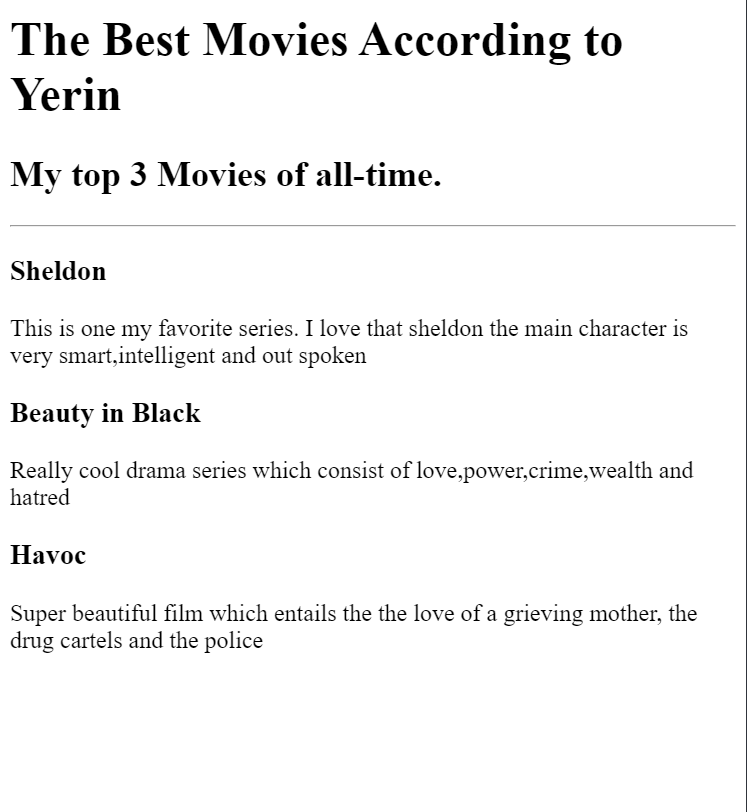 The Best Movies According to
Yerin
My top 3 Movies of all-time.
Sheldon
This is one my favorite series. I love that sheldon the main character is
very smart,intelligent and out spoken
Beauty in Black
Really cool drama series which consist of love,power,crime,wealth and
hatred
Havoc
Super beautiful film which entails the the love of a grieving mother, the
drug cartels and the police